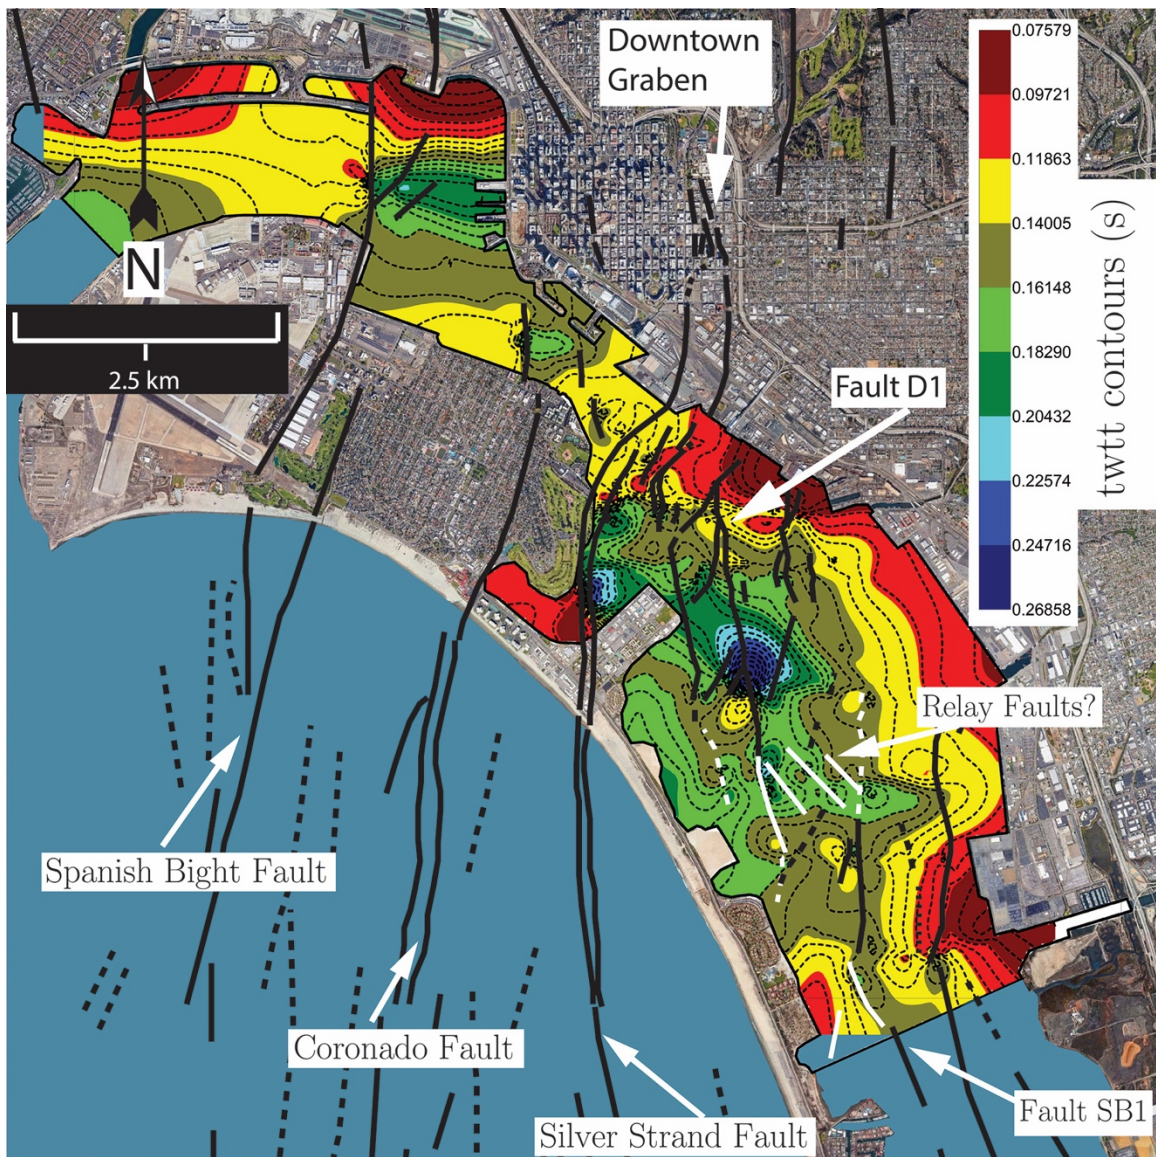 Downtown
Graben
0.07579
0.09721
0.11863
0.14005
0.16148
0.18290
0.20432
0.22574
0.24716
0.26858
twtt contours (s)
N
2.5 km
Fault D1
Relay Faults?
Spanish Bight Fault
Coronado Fault
Silver Strand Fault
Fault SB1